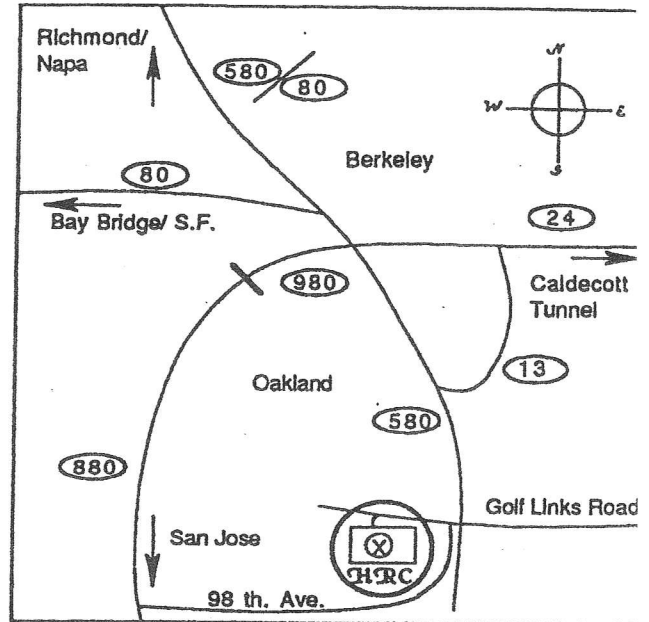 Richmond/
Napa
580
80
N
W
E
S
Berkeley
80
24
Bay Bridge/ S.F.
980
Caldecott
Tunnel
13
Oakland
580
880
Golf Links Road
San Jose
X
HRC
98 th. Ave.